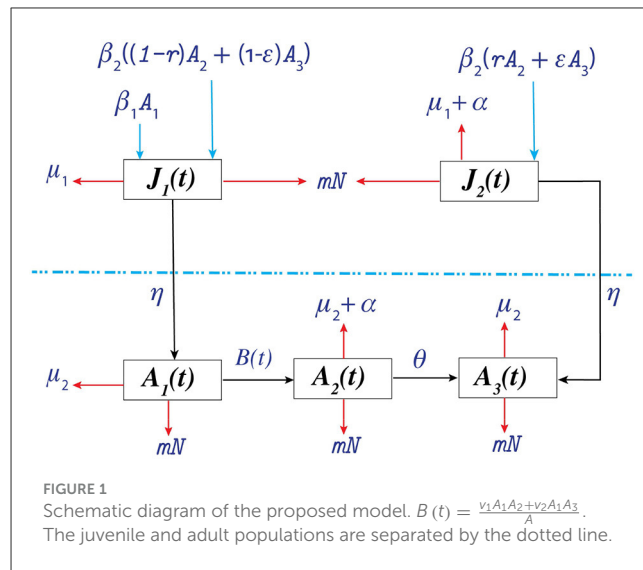 β₂((1-r)A₂ + (1-ε)A₃)
β₂(rA₂ + εA₃)
β₁A₁
μ₁ + α
μ₁
J₁(t)
mN
J₂(t)
η
η
μ₂ + α
μ₂
μ₂
A₁(t)
B(t)
A₂(t)
θ
A₃(t)
mN
mN
mN
FIGURE 1
Schematic diagram of the proposed model. B (t) = (ν₁A₁A₂+ν₂A₁A₃)/A.
The juvenile and adult populations are separated by the dotted line.